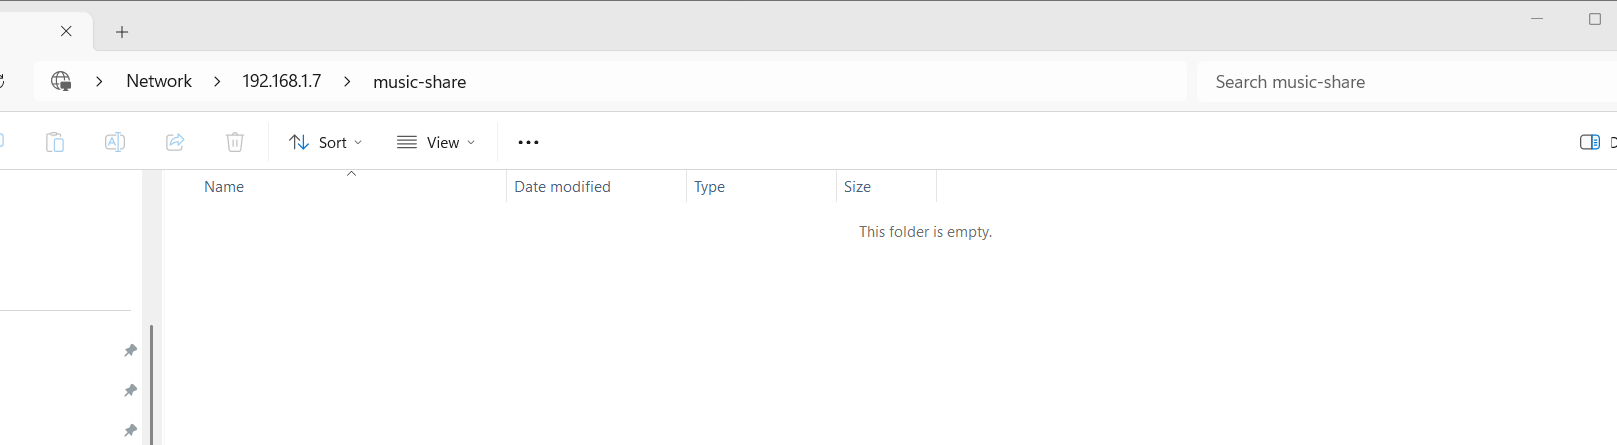 Network > 192.168.1.7 > music-share
Search music-share
Sort
View
Name
Date modified
Type
Size
This folder is empty.